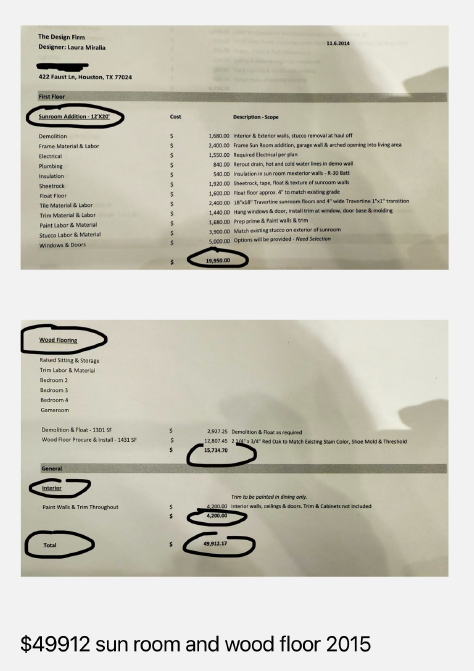 The Design Firm
Designer: Laura Miralia
11.6.2014
422 Faust Ln, Houston, TX 77024
First Floor
Sunroom Addition - 12'X20' Cost Description - Scope
Demolition $ 1,680.00 Interior & Exterior walls, stucco removal at haul off
Frame Material & Labor $ 2,400.00 Frame Sun Room addition, garage wall & arched opening into living area
Electrical $ 1,550.00 Required Electrical per plan
Plumbing $ 840.00 Rerout drain, hot and cold water lines in demo wall
Insulation $ 540.00 Insulation in sun room mexterior walls - R-30 Batt
Sheetrock $ 1,920.00 Sheetrock, tape, float & texture of sunroom walls
Float Floor $ 1,600.00 Float floor approx. 4" to match existing grade
Tile Material & Labor $ 2,400.00 18"x18" Travertine sunroom floors and 4" wide Travertine 1"x1" transition
Trim Material & Labor $ 1,440.00 Hang windows & door, install trim at window, door base & molding
Paint Labor & Material $ 1,680.00 Prep prime & Paint walls & trim
Stucco Labor & Material $ 3,900.00 Match existing stucco on exterior of sunroom
Windows & Doors $ 5,000.00 Options will be provided - Need Selection
$ 19,950.00
Wood Flooring
Raised Sitting & Storage
Trim Labor & Material
Bedroom 2
Bedroom 3
Bedroom 4
Gameroom
Demolition & Float - 1301 SF $ 2,927.25 Demolition & Float as required
Wood Floor Procure & Install - 1431 SF $ 12,807.45 2 1/4" x 3/4" Red Oak to Match Existing Stain Color, Shoe Mold & Threshold
$ 15,734.70
General
Interior
Trim to be painted in dining only.
Paint Walls & Trim Throughout $ 4,200.00 Interior walls, ceilings & doors. Trim & Cabinets not included
$ 4,200.00
Total $ 49,912.17
$49912 sun room and wood floor 2015